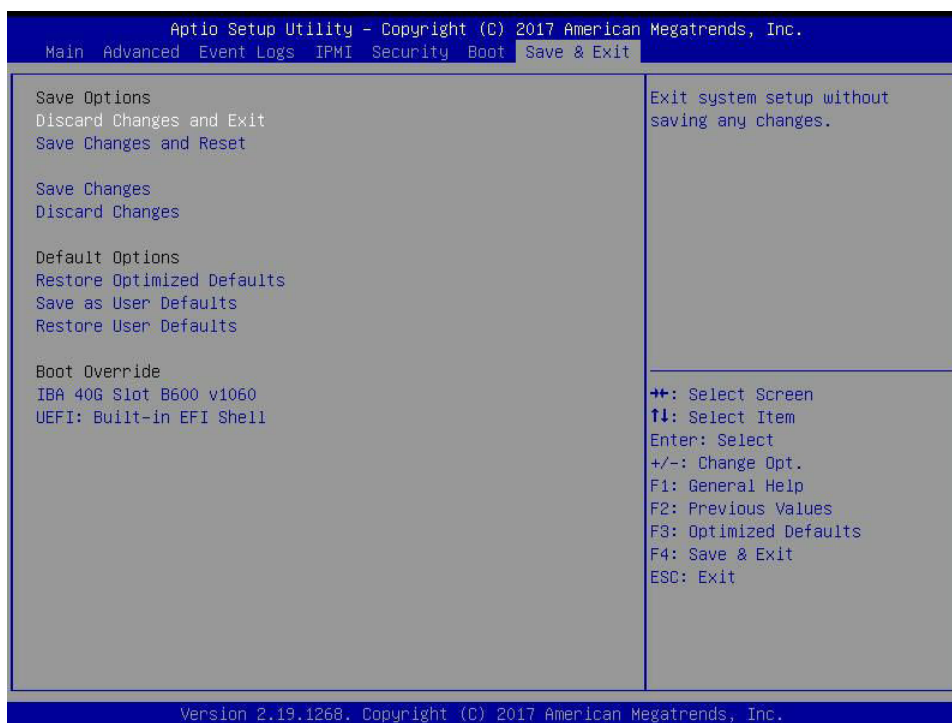 Aptio Setup Utility – Copyright (C) 2017 American Megatrends, Inc.
Main Advanced Event Logs IPMI Security Boot Save & Exit
Save Options
Discard Changes and Exit
Save Changes and Reset
Save Changes
Discard Changes
Default Options
Restore Optimized Defaults
Save as User Defaults
Restore User Defaults
Boot Override
IBA 40G Slot B600 v1060
UEFI: Built-in EFI Shell
Exit system setup without
saving any changes.
→←: Select Screen
↑↓: Select Item
Enter: Select
+/-: Change Opt.
F1: General Help
F2: Previous Values
F3: Optimized Defaults
F4: Save & Exit
ESC: Exit
Version 2.19.1268. Copyright (C) 2017 American Megatrends, Inc.